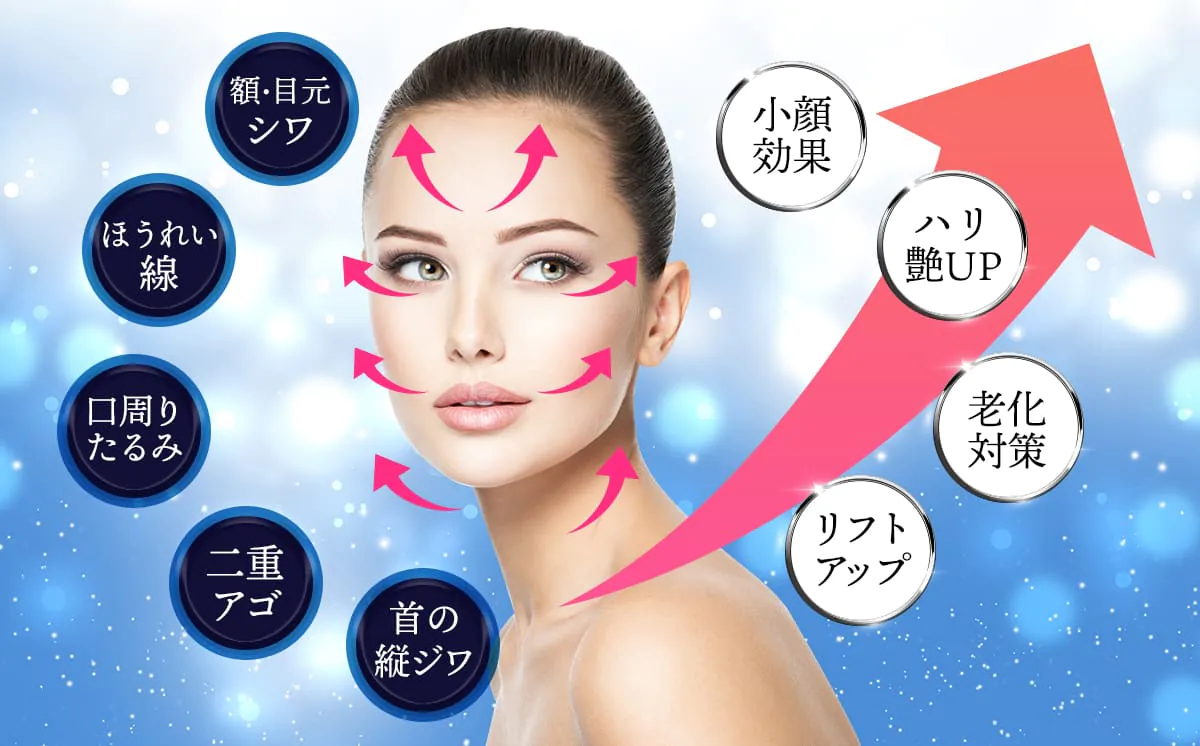 額・目元
シワ
ほうれい
線
口周り
たるみ
二重
アゴ
首の
縦ジワ
小顔
効果
ハリ
艶UP
老化
対策
リフト
アップ